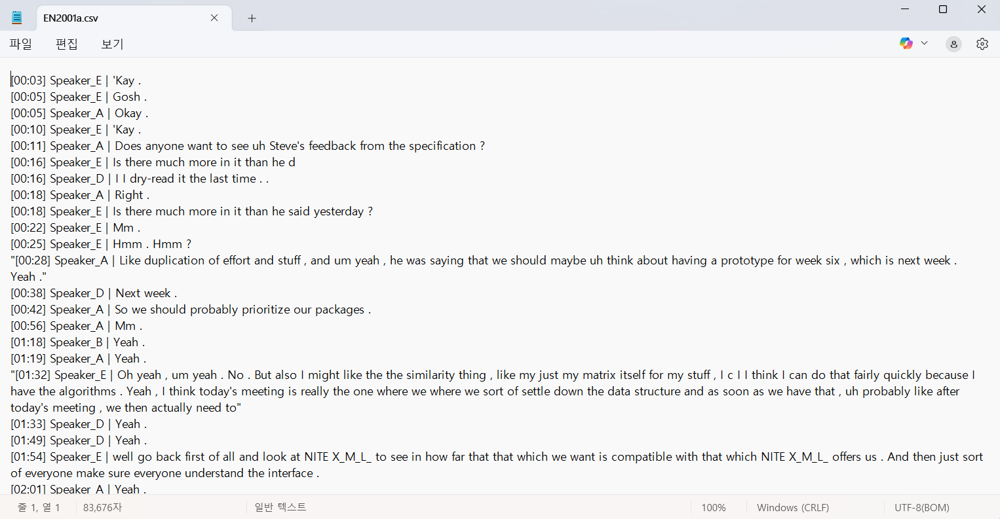 EN2001a.csv
파일 편집 보기
[00:03] Speaker_E | 'Kay .
[00:05] Speaker_E | Gosh .
[00:05] Speaker_A | Okay .
[00:10] Speaker_E | 'Kay .
[00:11] Speaker_A | Does anyone want to see uh Steve's feedback from the specification ?
[00:16] Speaker_E | Is there much more in it than he d
[00:16] Speaker_D | I I dry-read it the last time . .
[00:18] Speaker_A | Right .
[00:18] Speaker_E | Is there much more in it than he said yesterday ?
[00:22] Speaker_E | Mm .
[00:25] Speaker_E | Hmm . Hmm ?
"[00:28] Speaker_A | Like duplication of effort and stuff , and um yeah , he was saying that we should maybe uh think about having a prototype for week six , which is next week .
Yeah ."
[00:38] Speaker_D | Next week .
[00:42] Speaker_A | So we should probably prioritize our packages .
[00:56] Speaker_A | Mm .
[01:18] Speaker_B | Yeah .
[01:19] Speaker_A | Yeah .
"[01:32] Speaker_E | Oh yeah , um yeah . No . But also I might like the the similarity thing , like my just my matrix itself for my stuff , I c I I think I can do that fairly quickly because I
have the algorithms . Yeah , I think today's meeting is really the one where we where we sort of settle down the data structure and as soon as we have that , uh probably like after
today's meeting , we then actually need to"
[01:33] Speaker_D | Yeah .
[01:49] Speaker_D | Yeah .
[01:54] Speaker_E | well go back first of all and look at NITE X_M_L_ to see in how far that that which we want is compatible with that which NITE X_M_L_ offers us . And then just sort
of everyone make sure everyone understand the interface .
[02:01] Speaker_A | Yeah .
줄 1, 열 1 83,676자 일반 텍스트 100% Windows (CRLF) UTF-8(BOM)